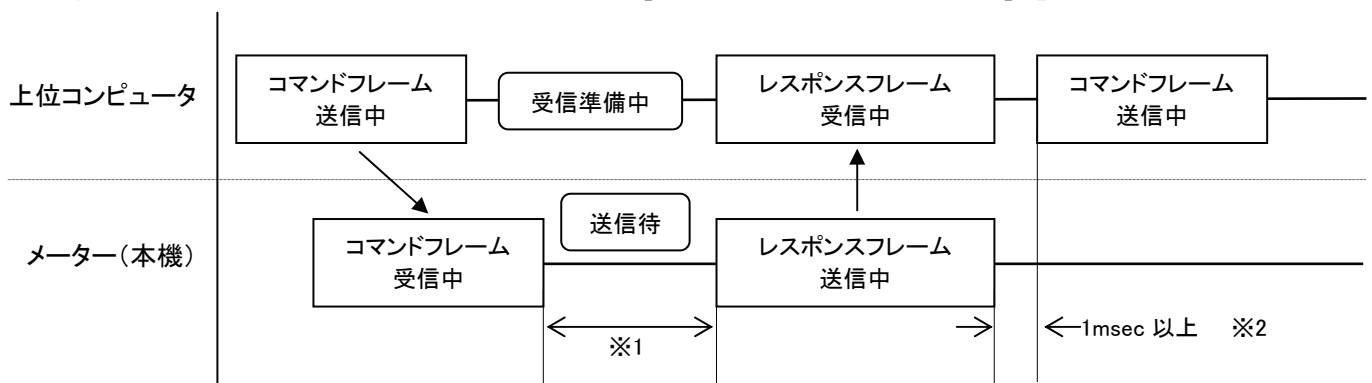 上位コンピュータ
コマンドフレーム
送信中
受信準備中
レスポンスフレーム
受信中
コマンドフレーム
送信中
メーター(本機)
コマンドフレーム
受信中
送信待
レスポンスフレーム
送信中
※1
1msec 以上 ※2